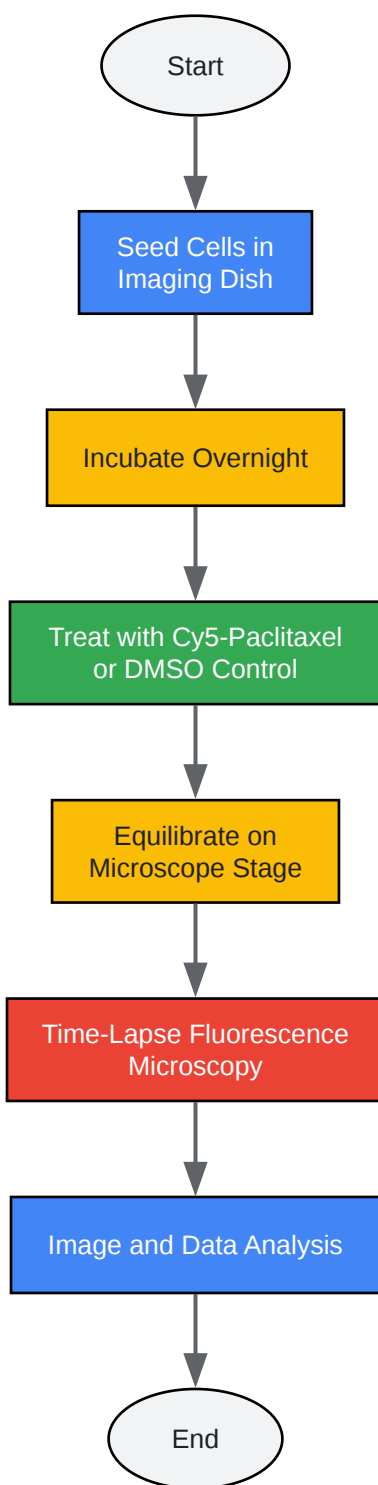 Start
Seed Cells in
Imaging Dish
Incubate Overnight
Treat with Cy5-Paclitaxel
or DMSO Control
Equilibrate on
Microscope Stage
Time-Lapse Fluorescence
Microscopy
Image and Data Analysis
End